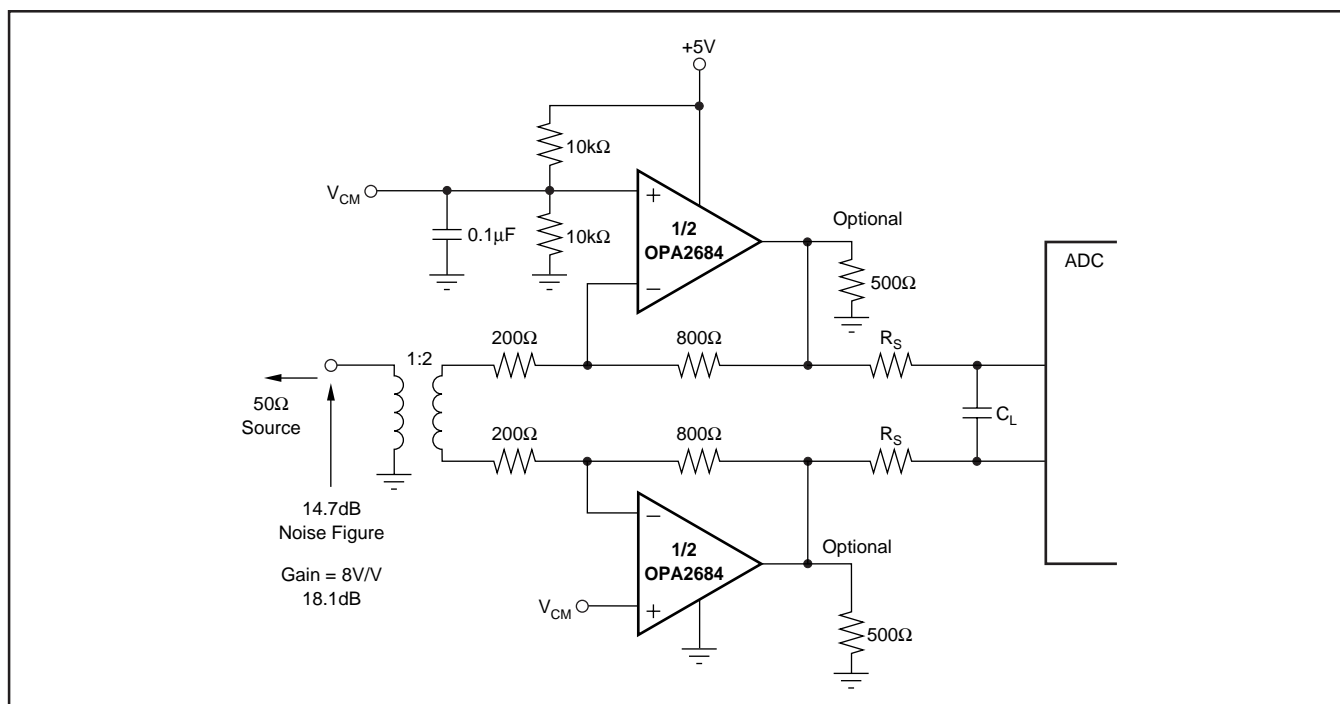 +5V
10kΩ
V_CM
0.1μF
10kΩ
+
1/2
OPA2684
−
Optional
500Ω
ADC
200Ω
800Ω
R_S
1:2
50Ω
Source
C_L
200Ω
800Ω
R_S
14.7dB
Noise Figure
Gain = 8V/V
18.1dB
−
1/2
OPA2684
+
V_CM
Optional
500Ω